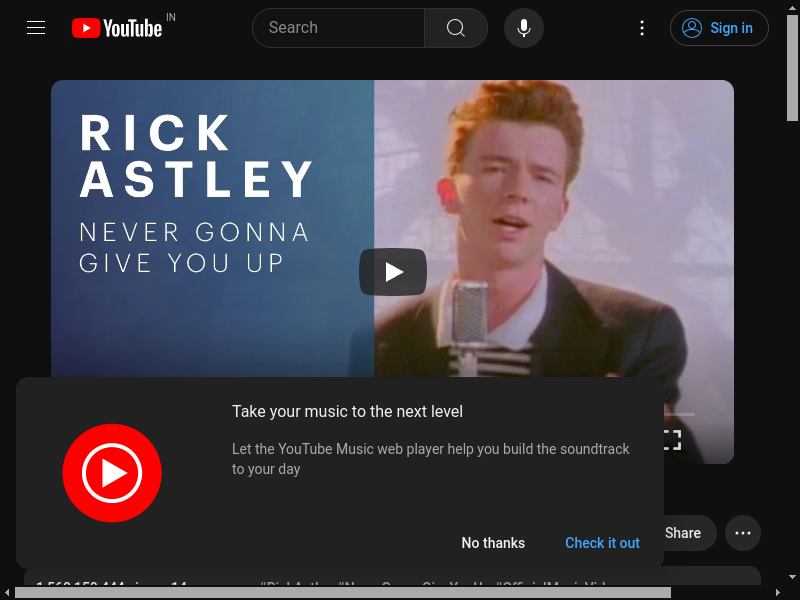 YouTube IN
Search
Sign in
RICK
ASTLEY
NEVER GONNA
GIVE YOU UP
Take your music to the next level
Let the YouTube Music web player help you build the soundtrack
to your day
No thanks
Check it out
Share